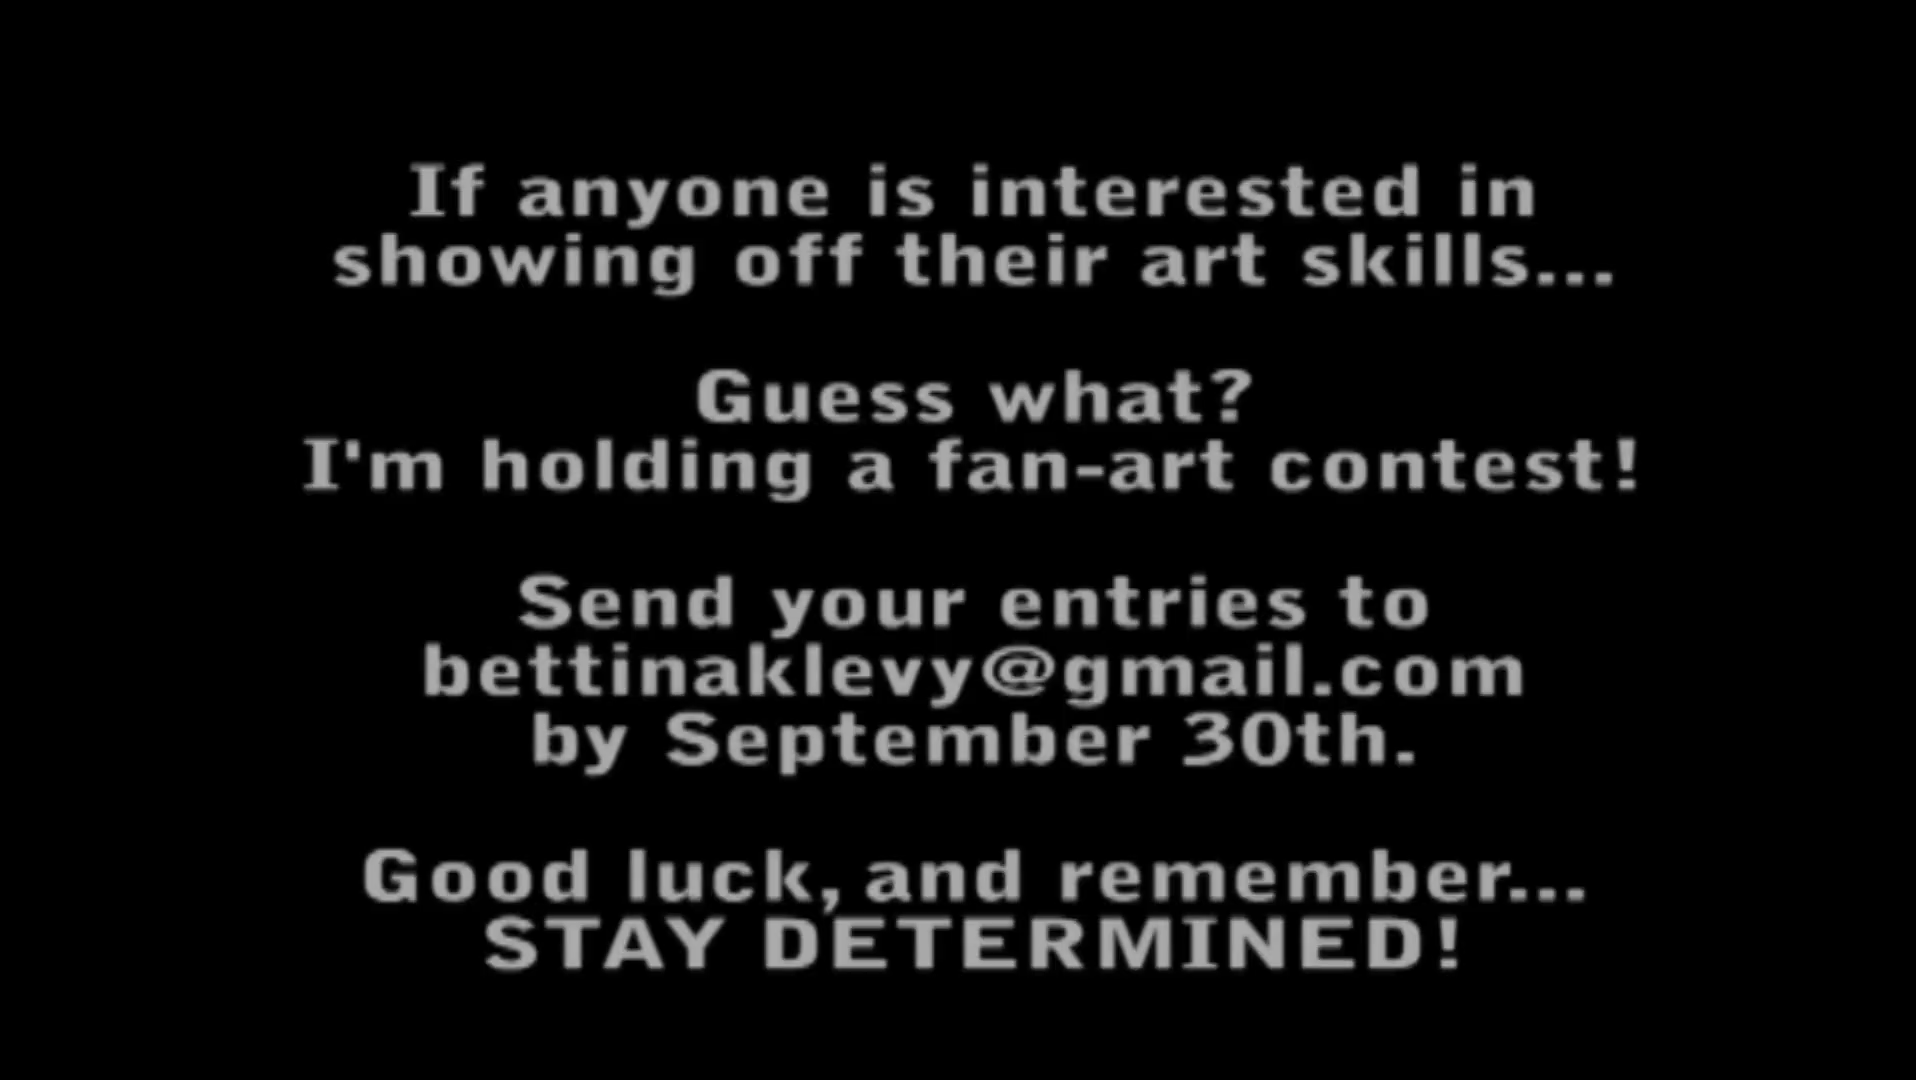 If anyone is interested in
showing off their art skills...
Guess what?
I'm holding a fan-art contest!
Send your entries to
bettinaklevy@gmail.com
by September 30th.
Good luck, and remember...
STAY DETERMINED!